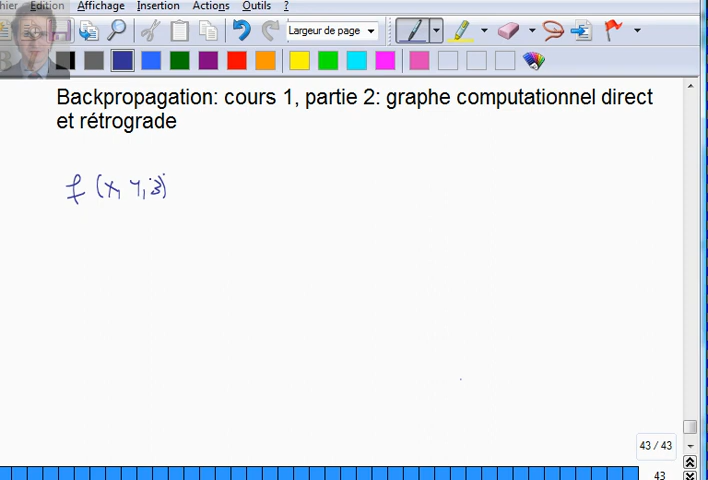 hier Edition Affichage Insertion Actions Outils ?
Largeur de page
Backpropagation: cours 1, partie 2: graphe computationnel direct
et rétrograde
f (x, y, z)
43 / 43
43